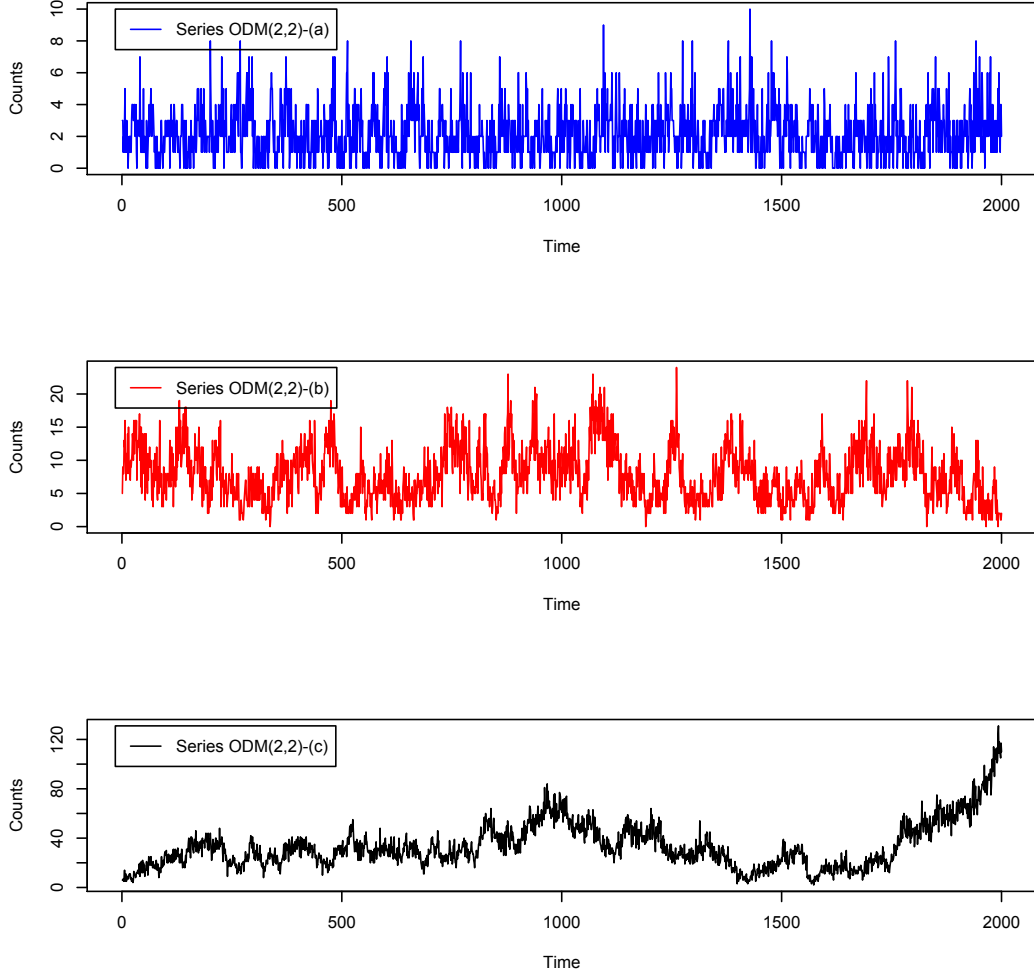 Series ODM(2,2)-(a)
Counts
10
8
6
4
2
0
0 500 1000 1500 2000
Time
Series ODM(2,2)-(b)
Counts
20
15
10
5
0
0 500 1000 1500 2000
Time
Series ODM(2,2)-(c)
Counts
120
80
40
0
0 500 1000 1500 2000
Time